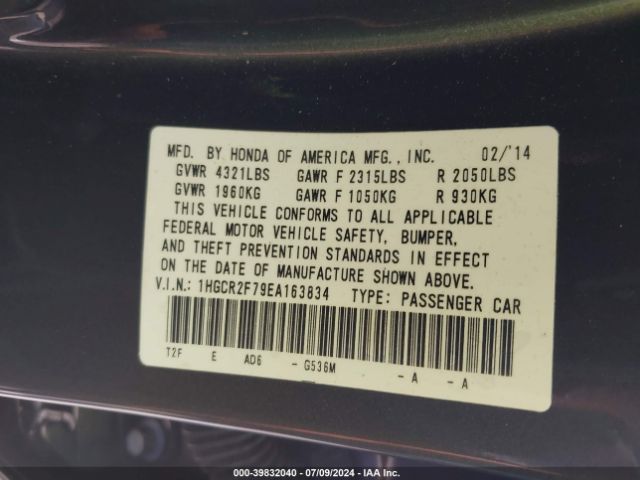 MFD. BY HONDA OF AMERICA MFG., INC. 02/'14
GVWR 4321LBS GAWR F 2315LBS R 2050LBS
GVWR 1960KG GAWR F 1050KG R 930KG
THIS VEHICLE CONFORMS TO ALL APPLICABLE
FEDERAL MOTOR VEHICLE SAFETY, BUMPER,
AND THEFT PREVENTION STANDARDS IN EFFECT
ON THE DATE OF MANUFACTURE SHOWN ABOVE.
V.I.N.: 1HGCR2F79EA163834 TYPE: PASSENGER CAR
T2F E AD6 - G536M - A - A
000-39832040 - 07/09/2024 - IAA Inc.